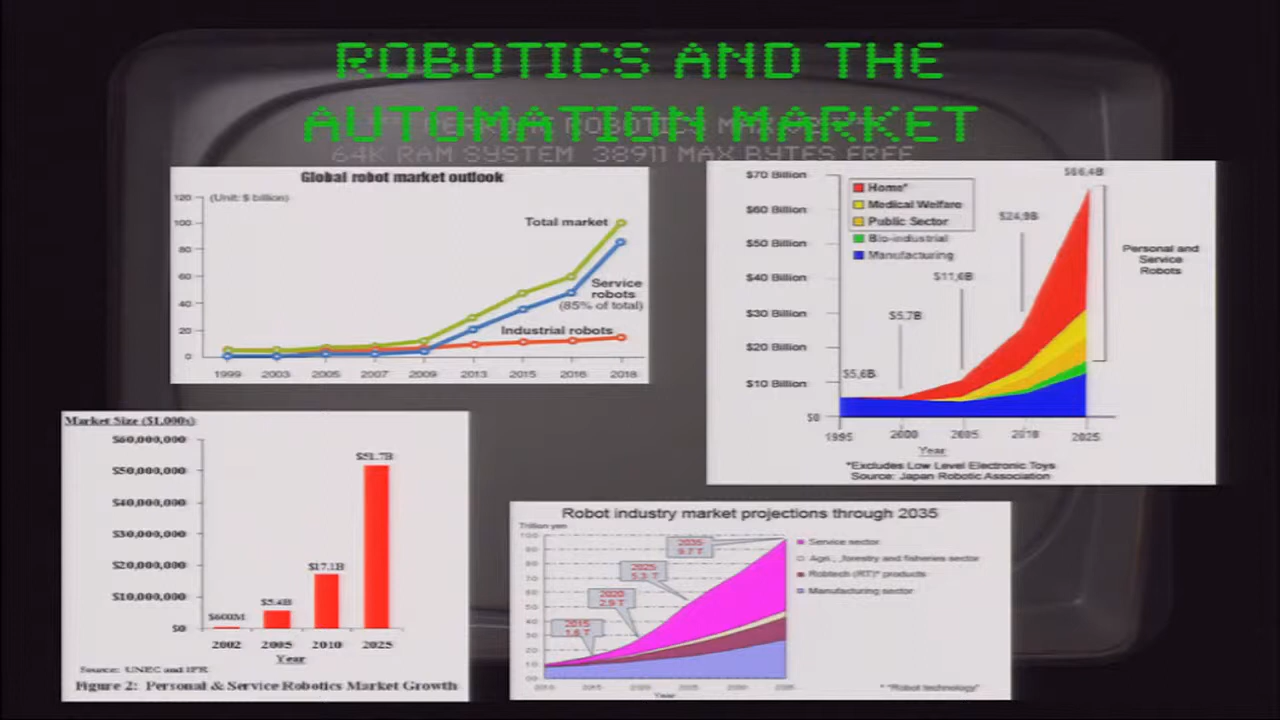 ROBOTICS AND THE
AUTOMATION MARKET
64K RAM SYSTEM 38911 MAX BYTES FREE
Global robot market outlook
(Unit: $ billion)
120
100
80
60
40
20
0
Total market
Service
robots
(85% of total)
Industrial robots
1999 2003 2005 2007 2009 2013 2015 2016 2018
$70 Billion
$60 Billion
$50 Billion
$40 Billion
$30 Billion
$20 Billion
$10 Billion
$0
Home*
Medical Welfare
Public Sector
Bio-industrial
Manufacturing
$5,6B
$5,7B
$11,0B
$24,9B
$66,4B
Personal and
Service
Robots
1995 2000 2005 2010 2025
Year
*Excludes Low Level Electronic Toys
Source: Japan Robotic Association
Market Size ($1,000s)
$60,000,000
$50,000,000
$40,000,000
$30,000,000
$20,000,000
$10,000,000
$0
$600M
$5.4B
$17.1B
$51.7B
2002 2005 2010 2025
Year
Source: UNEC and IFR
Figure 2: Personal & Service Robotics Market Growth
Robot industry market projections through 2035
Trillion yen
2035
9.7 T
2025
5.3 T
2020
2.9 T
2015
1.6 T
Service sector
Agri., forestry and fisheries sector
Robtech (RT)* products
Manufacturing sector
Year
* "Robot technology"